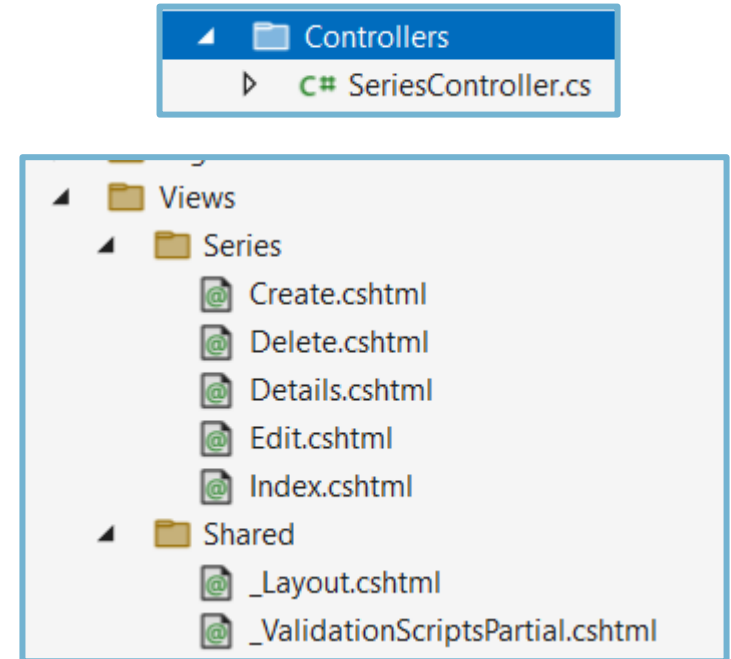 Controllers
C# SeriesController.cs
Views
Series
@ Create.cshtml
@ Delete.cshtml
@ Details.cshtml
@ Edit.cshtml
@ Index.cshtml
Shared
@ _Layout.cshtml
@ _ValidationScriptsPartial.cshtml